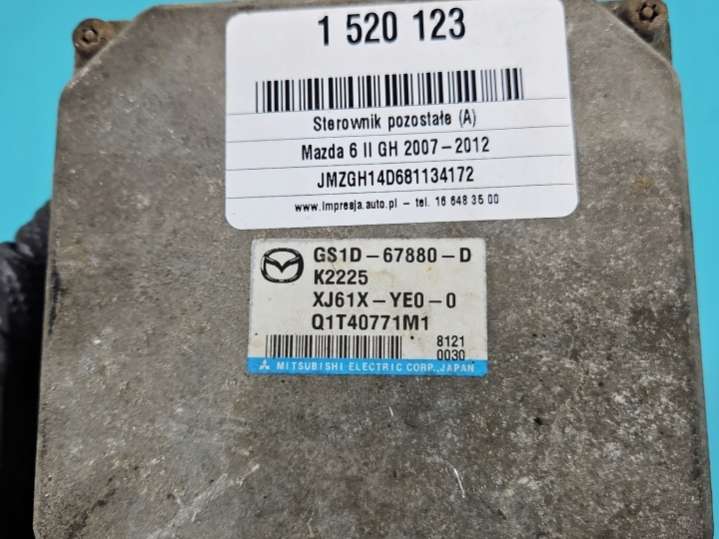 1 520 123
Sterownik pozostałe (A)
Mazda 6 II GH 2007-2012
JMZGH14D681134172
www.impresja.auto.pl - tel. 16 648 35 00
GS1D-67880-D
K2225
XJ61X-YE0-0
Q1T40771M1
8121
0030
MITSUBISHI ELECTRIC CORP., JAPAN